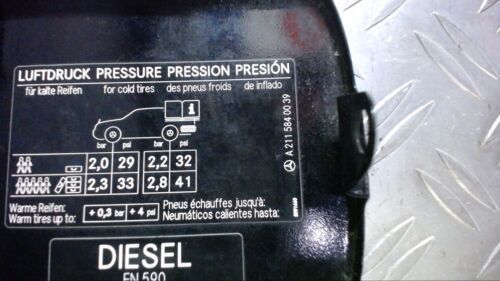 LUFTDRUCK PRESSURE PRESSION PRESIÓN
für kalte Reifen for cold tires des pneus froids de inflado
i
bar psi bar psi
2,0 29 2,2 32
2,3 33 2,8 41
Warme Reifen: Pneus échauffes jusqu'à:
Warm tires up to: + 0,3 bar + 4 psi Neumáticos calientes hasta:
A 211 584 00 39
DIESEL
EN 590